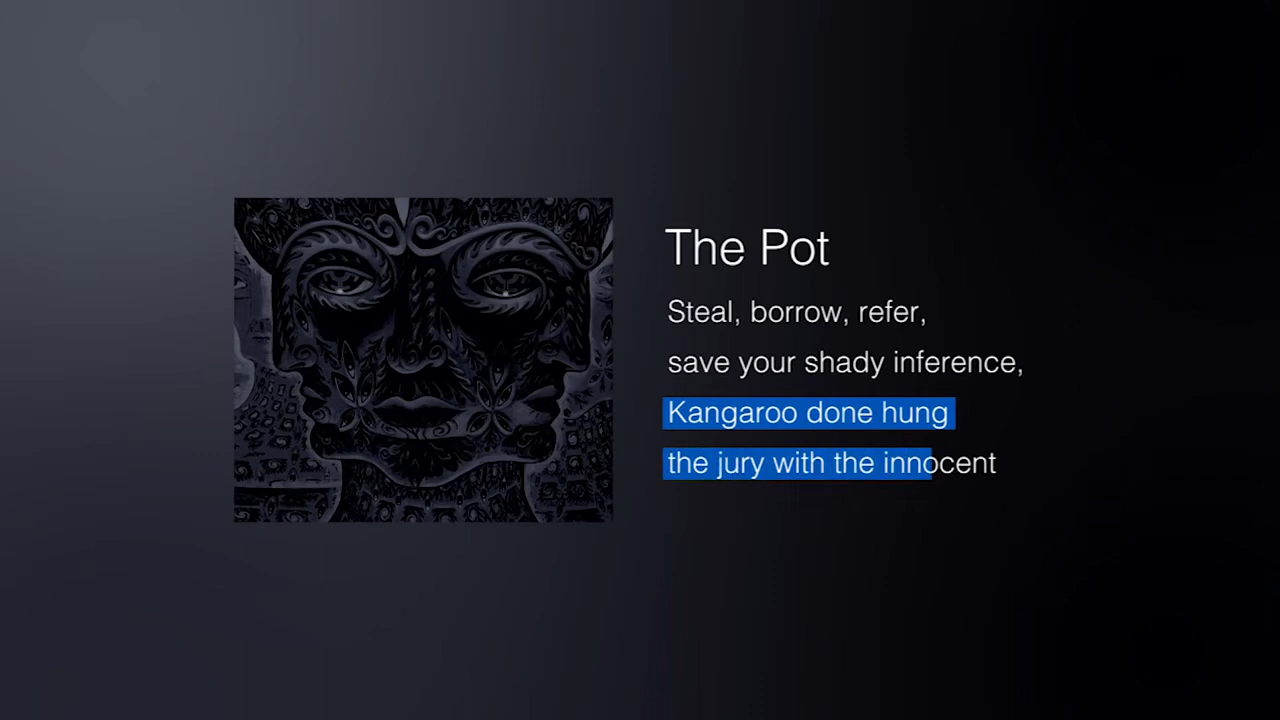 The Pot
Steal, borrow, refer,
save your shady inference,
Kangaroo done hung
the jury with the innocent